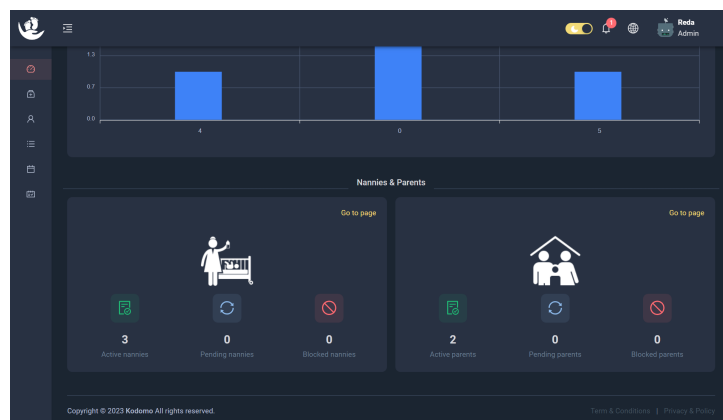 1
Reda
Admin
1.3
0.7
0.0
4
0
5
Nannies & Parents
Go to page
Go to page
3
0
0
2
0
0
Active nannies
Pending nannies
Blocked nannies
Active parents
Pending parents
Blocked parents
Copyright © 2023 Kodomo All rights reserved.
Term & Conditions | Privacy & Policy